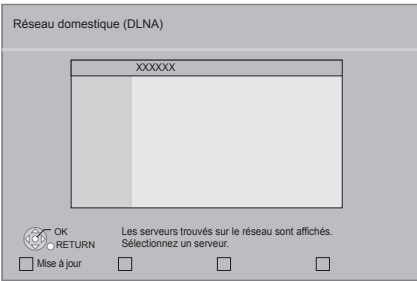 Réseau domestique (DLNA)
XXXXXX
OK
RETURN
Les serveurs trouvés sur le réseau sont affichés.
Sélectionnez un serveur.
Mise à jour